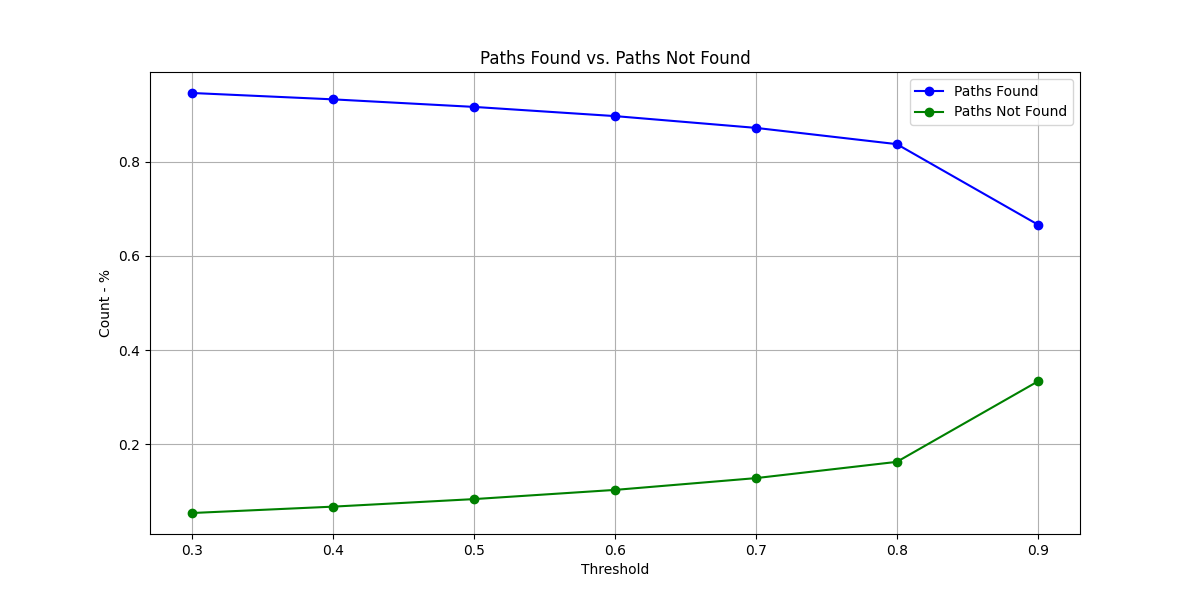 Paths Found vs. Paths Not Found
Paths Found
Paths Not Found
Count - %
0.8
0.6
0.4
0.2
0.3 0.4 0.5 0.6 0.7 0.8 0.9
Threshold